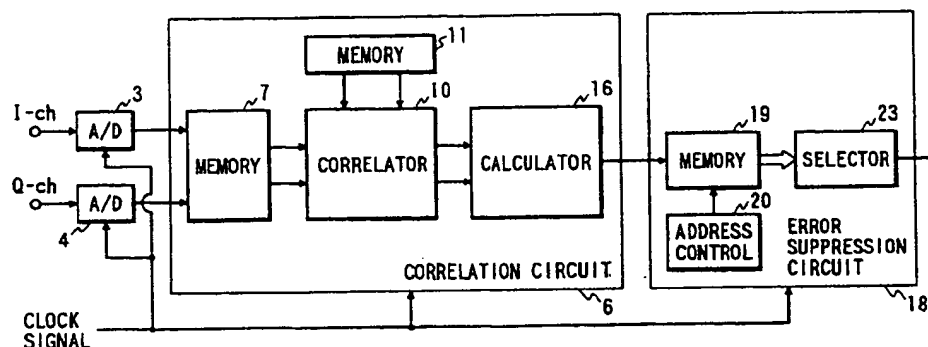 11
MEMORY
I-ch
3
A/D
7
MEMORY
10
CORRELATOR
16
CALCULATOR
19
MEMORY
23
SELECTOR
Q-ch
A/D
4
20
ADDRESS
CONTROL
ERROR
SUPPRESSION
CIRCUIT
CORRELATION CIRCUIT
6
18
CLOCK
SIGNAL